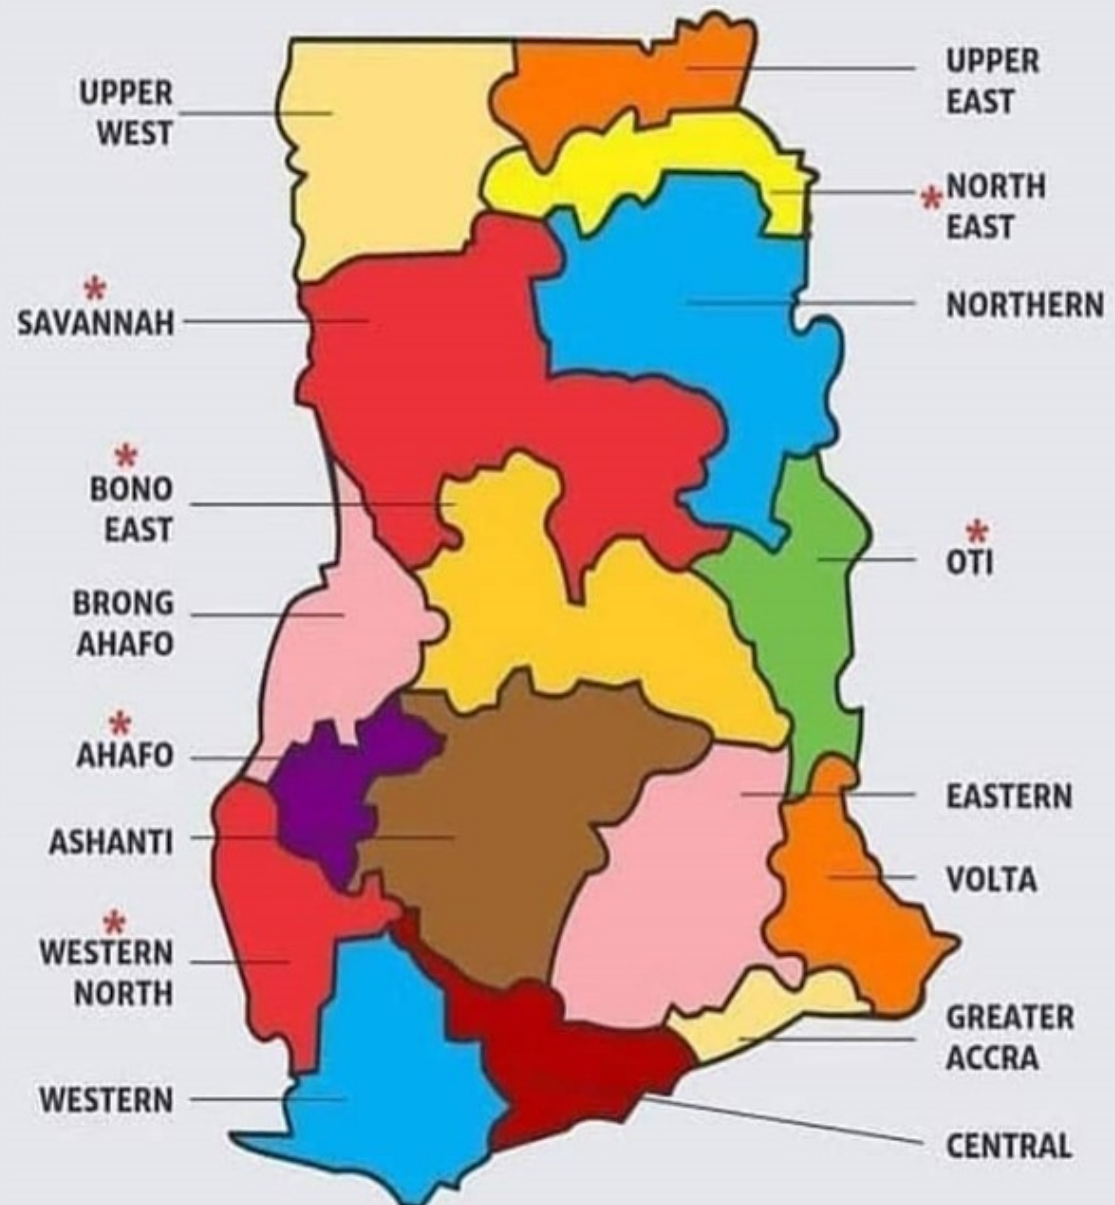 UPPER
WEST
*
SAVANNAH
*
BONO
EAST
BRONG
AHAFO
*
AHAFO
ASHANTI
*
WESTERN
NORTH
WESTERN
UPPER
EAST
* NORTH
EAST
NORTHERN
*
OTI
EASTERN
VOLTA
GREATER
ACCRA
CENTRAL